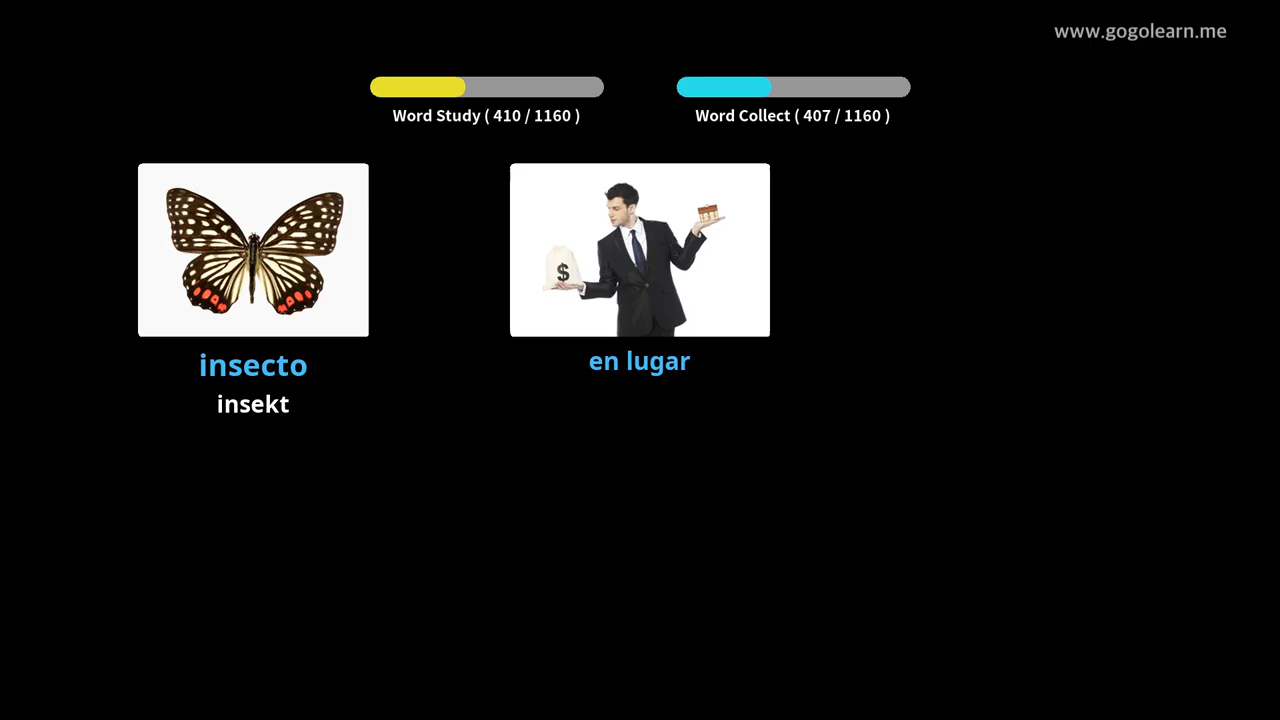 www.gogolearn.me
Word Study ( 410 / 1160 )
Word Collect ( 407 / 1160 )
$
insecto
insekt
en lugar